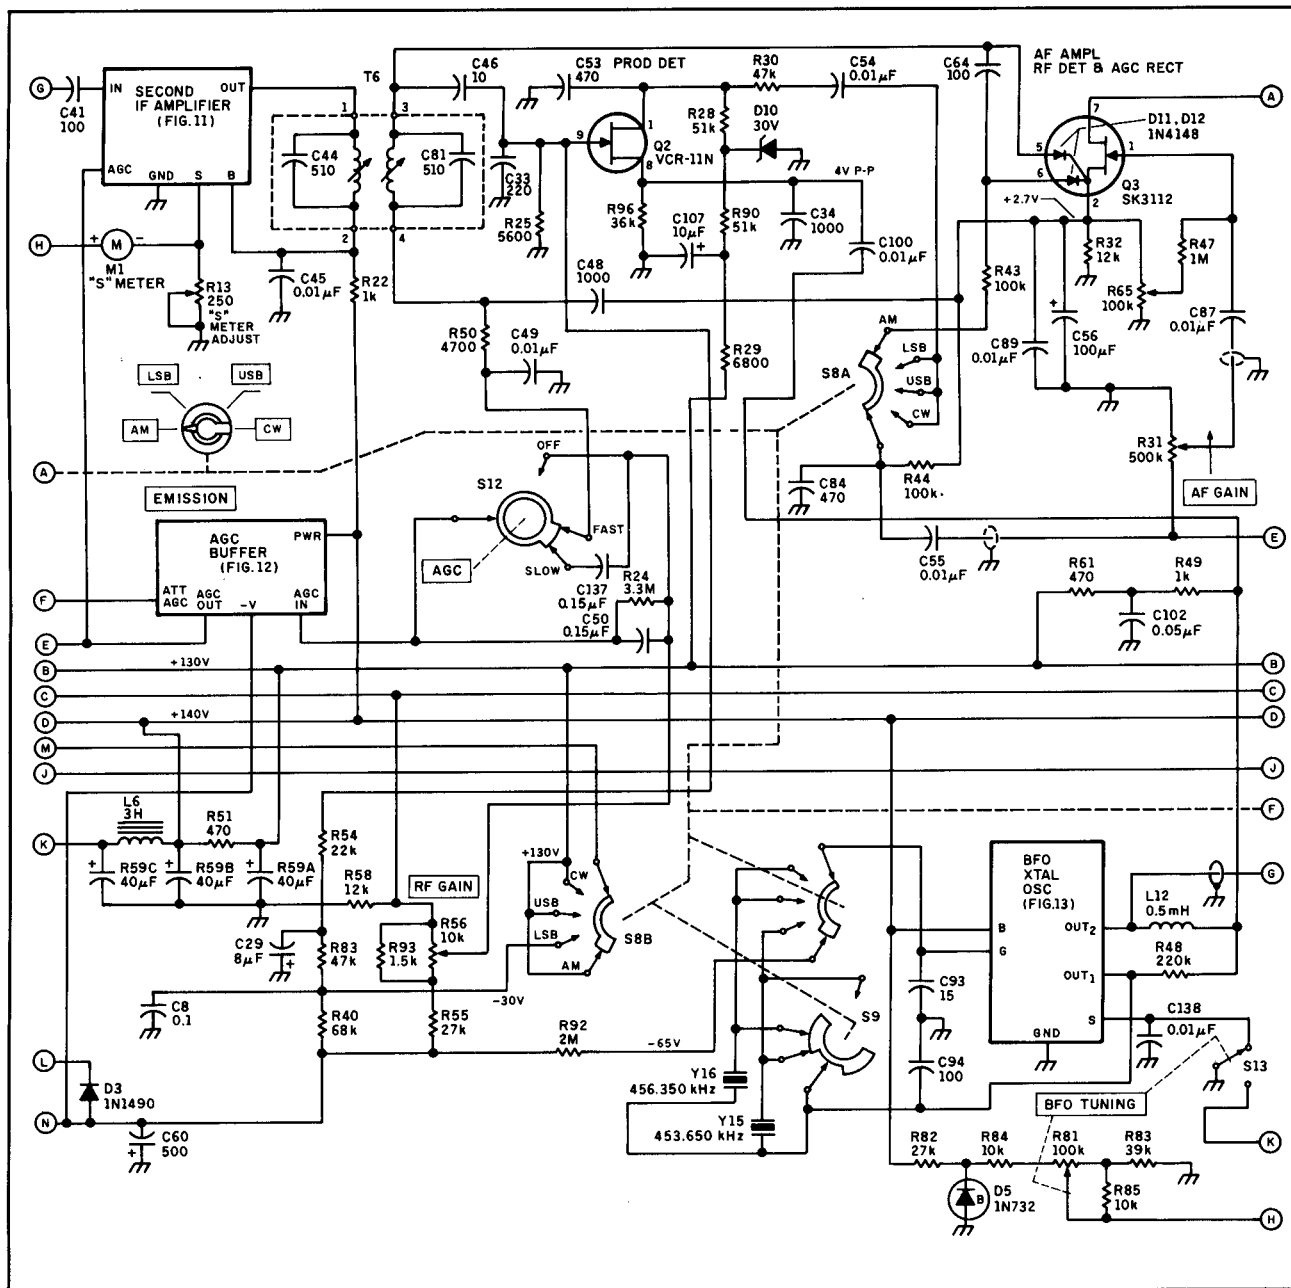 G
C41
100
IN
SECOND
IF AMPLIFIER
(FIG.11)
OUT
AGC
GND
S
B
T6
1
3
C44
510
C81
510
2
4
C46
10
C53
470
PROD DET
R30
47k
C54
0.01µF
C64
100
AF AMPL
RF DET & AGC RECT
A
7
D11, D12
1N4148
5
6
1
Q3
SK3112
2
+2.7V
9
1
Q2
VCR-11N
8
R28
51k
D10
30V
4V P-P
C33
220
R25
5600
R96
36k
C107
10µF
+
R90
51k
C34
1000
C100
0.01µF
R43
100k
R32
12k
R65
100k
R47
1M
C87
0.01µF
C89
0.01µF
+
C56
100µF
H
+
M
-
M1
"S" METER
R13
250
"S"
METER
ADJUST
C45
0.01µF
R22
1k
C48
1000
R50
4700
C49
0.01µF
R29
6800
AM
LSB
USB
CW
S8A
LSB
USB
AM
CW
A
EMISSION
OFF
S12
FAST
SLOW
AGC
C84
470
R44
100k
R31
500k
AF GAIN
AGC
BUFFER
(FIG.12)
PWR
ATT
AGC
AGC
OUT
-V
AGC
IN
F
E
C137
0.15µF
R24
3.3M
C50
0.15µF
C55
0.01µF
E
R61
470
R49
1k
C102
0.05µF
B
+130V
B
C
C
D
+140V
D
M
J
J
F
L6
3H
R51
470
K
+
R59C
40µF
+
R59B
40µF
+
R59A
40µF
R54
22k
R58
12k
RF GAIN
R56
10k
R93
1.5k
C29
8µF
+
R83
47k
+130V
CW
USB
LSB
AM
S8B
-30V
C8
0.1
R40
68k
R55
27k
R92
2M
-65V
S9
BFO
XTAL
OSC
(FIG.13)
B
G
OUT2
OUT1
S
GND
L12
0.5mH
G
R48
220k
C93
15
C94
100
C138
0.01µF
S13
L
D3
1N1490
N
C60
500
+
Y16
456.350 kHz
Y15
453.650 kHz
BFO TUNING
K
R82
27k
R84
10k
R81
100k
R83
39k
B
D5
1N732
R85
10k
H